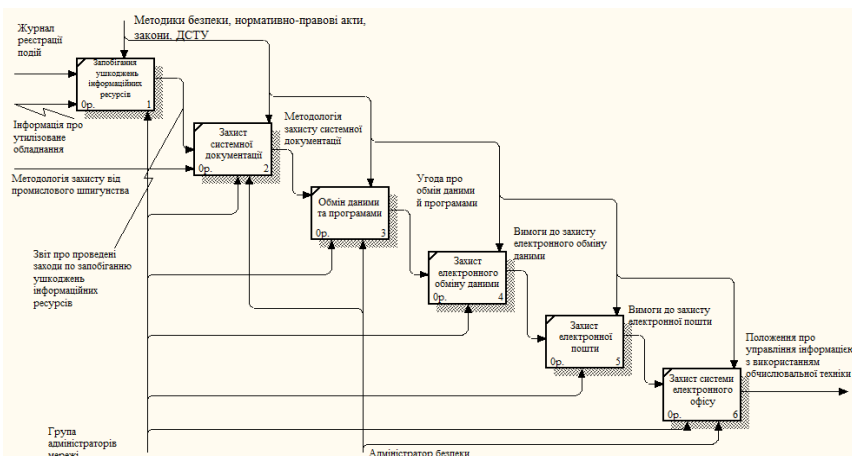 Журнал
реєстрації
подій
Методики безпеки, нормативно-правові акти,
закони, ДСТУ
Запобігання
ушкоджень
інформаційних
ресурсів
0р. 1
Інформація про
утилізоване
обладнання
Методологія захисту від
промислового шпигунства
Захист
системної
документації
0р. 2
Методологія
захисту системної
документації
Обмін даними
та програмами
0р. 3
Угода про
обмін даними
й програмами
Звіт про проведені
заходи по запобіганню
ушкоджень
інформаційних
ресурсів
Захист
електронного
обміну даними
0р. 4
Вимоги до захисту
електронного обміну
даними
Захист
електронної
пошти
0р. 5
Вимоги до захисту
електронної пошти
Захист системи
електронного
офісу
0р. 6
Положення про
управління інформацією
з використанням
обчислювальної техніки
Група
адміністраторів
мережі
Адміністратор безпеки